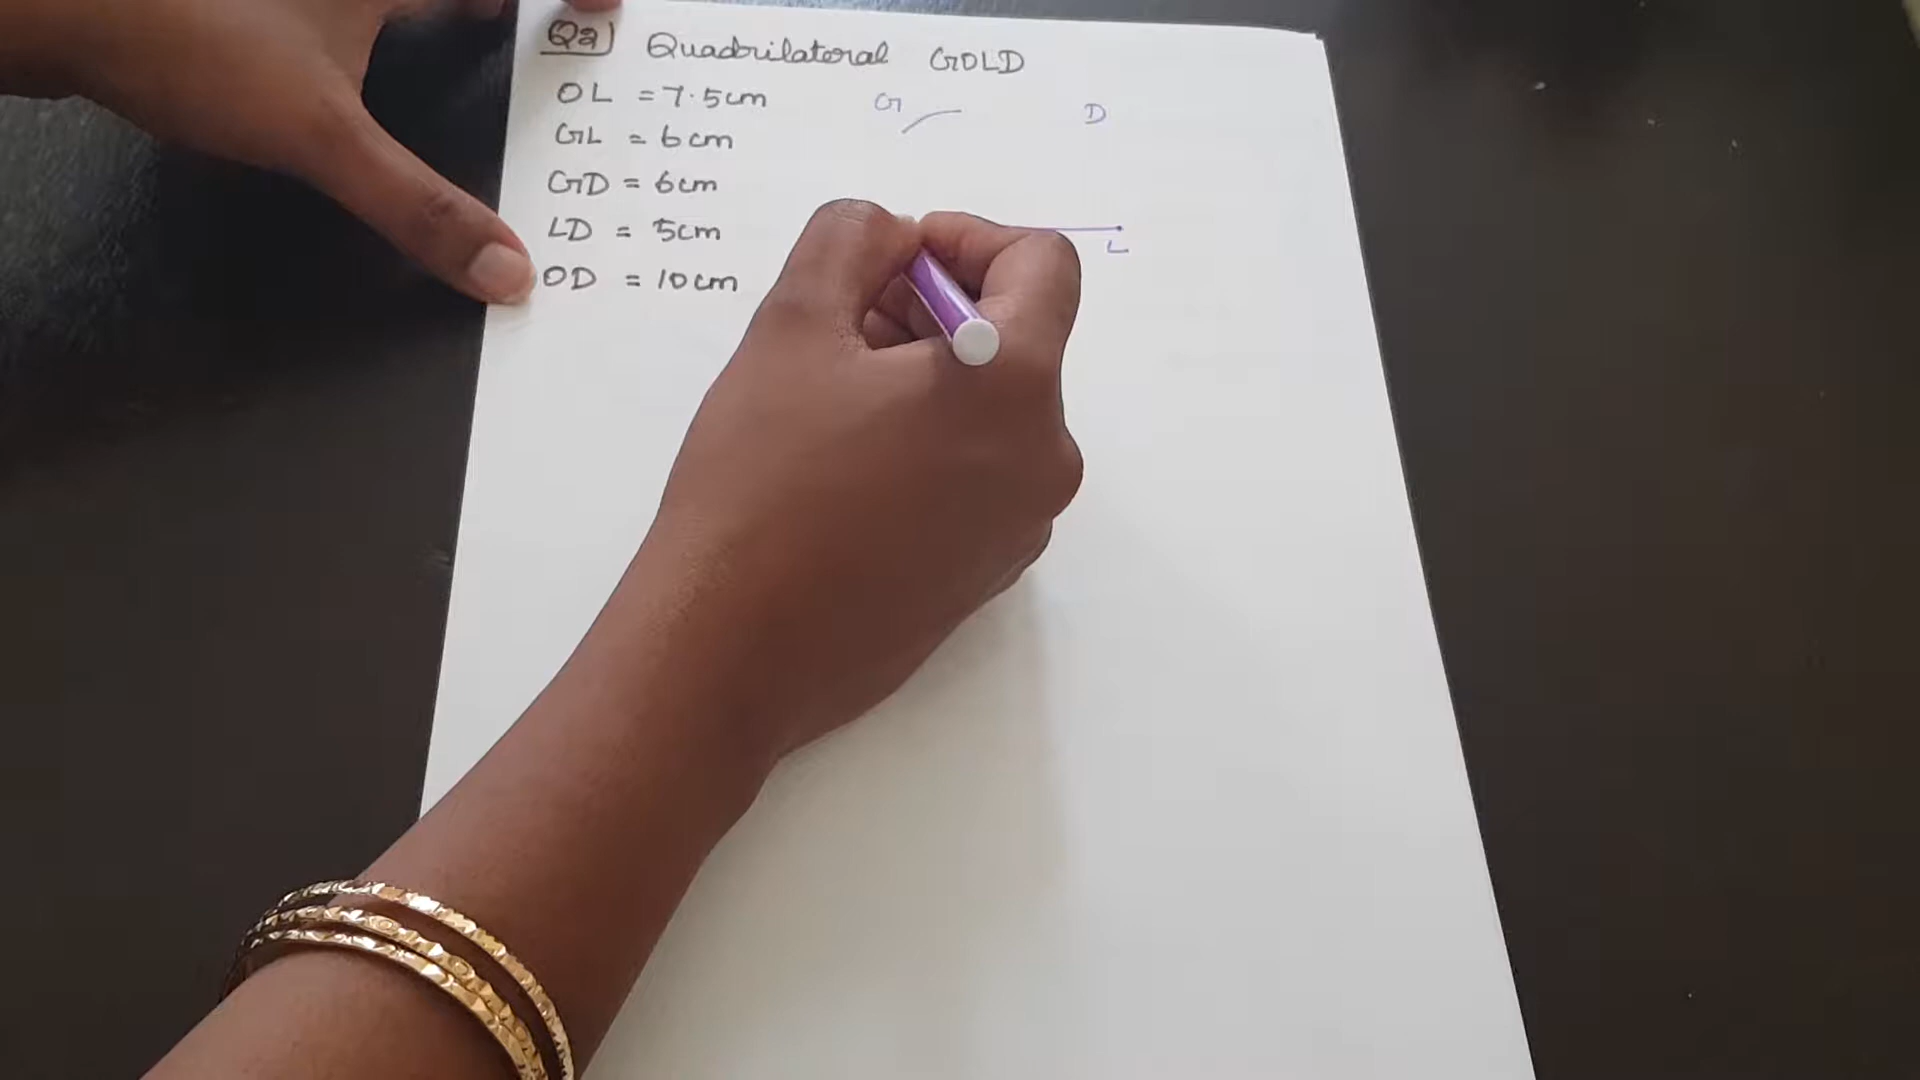 Q2) Quadrilateral GOLD
OL = 7.5cm
GL = 6cm
GD = 6cm
LD = 5cm
OD = 10cm
G D
L